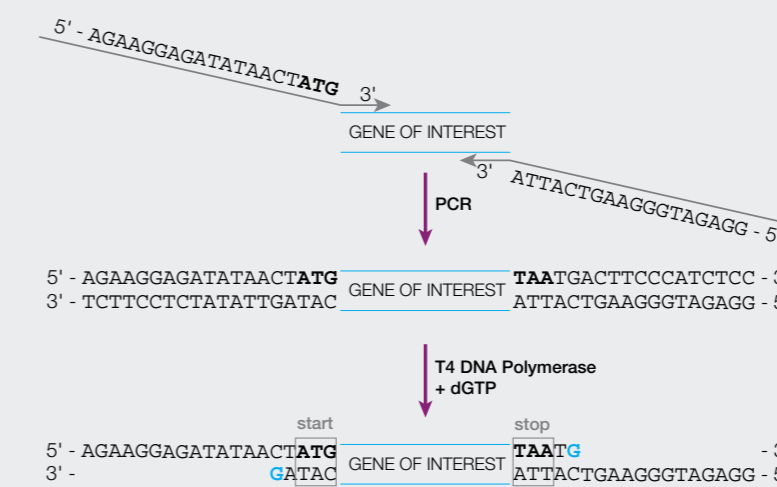 5' - AGAAGGAGATATAACTATG 3'
GENE OF INTEREST
3' ATTACTGAAGGGTAGAGG - 5
PCR
5' - AGAAGGAGATATAACTATG GENE OF INTEREST TAATGACTTCCCATCTCC - 3
3' - TCTTCCTCTATATTGATAC ATTACTGAAGGGTAGAGG - 5
T4 DNA Polymerase
+ dGTP
start stop
5' - AGAAGGAGATATAACTATG GENE OF INTEREST TAATG - 3
3' - GATAC ATTACTGAAGGGTAGAGG - 5